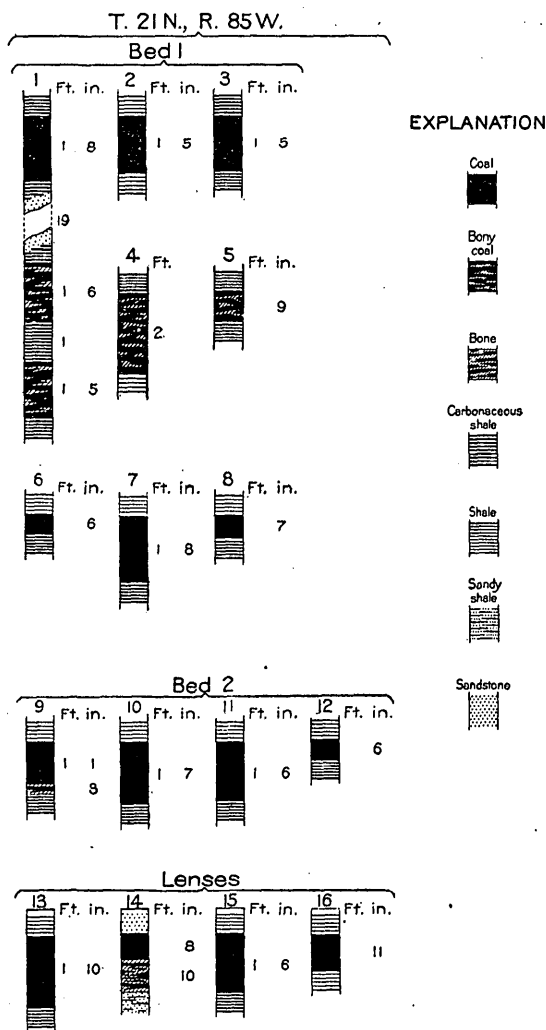 T. 21 N., R. 85 W.
Bed 1
1 Ft. in. 2 Ft. in. 3 Ft. in.
1 8 1 5 1 5
19
4 Ft. 5 Ft. in.
1 6 2 9
1
1 5
6 Ft. in. 7 Ft. in. 8 Ft. in.
6 1 8 7
Bed 2
9 Ft. in. 10 Ft. in. 11 Ft. in. 12 Ft. in.
1 1 1 7 1 6 6
3
Lenses
13 Ft. in. 14 Ft. in. 15 Ft. in. 16 Ft. in.
1 10 8 1 6 11
10
EXPLANATION
Coal
Bony
coal
Bone
Carbonaceous
shale
Shale
Sandy
shale
Sandstone